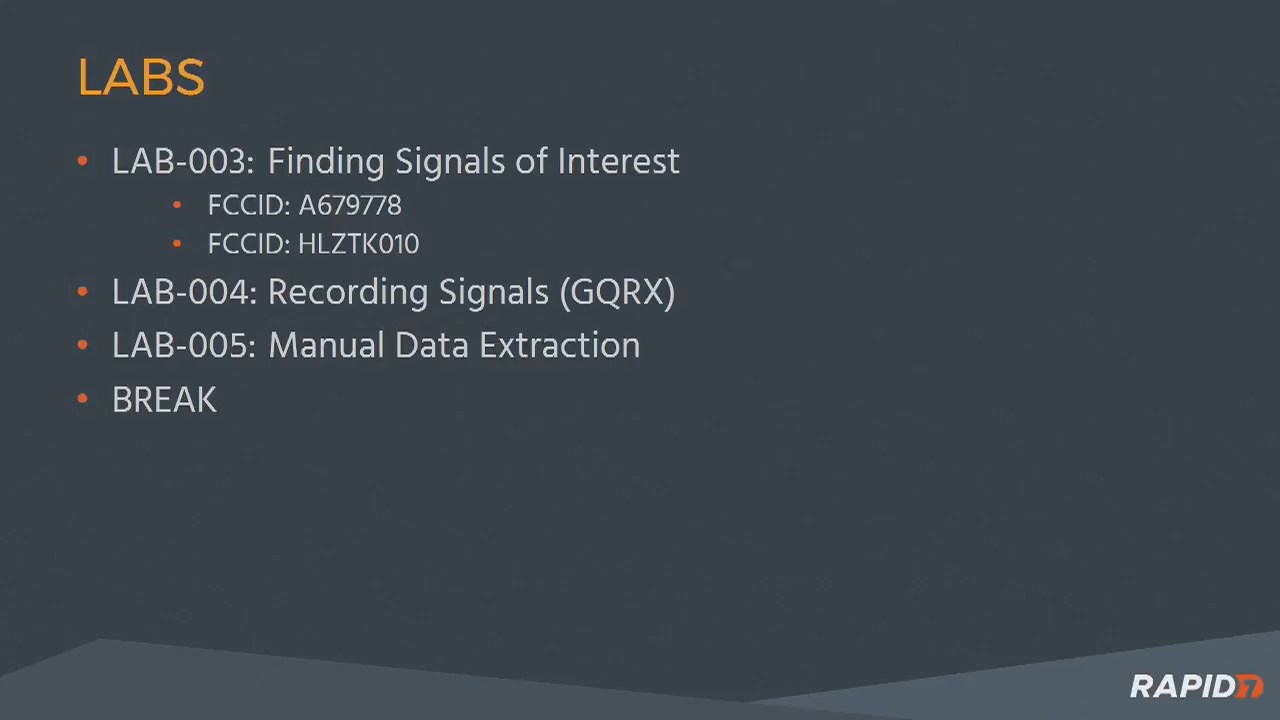 LABS
• LAB-003: Finding Signals of Interest
• FCCID: A679778
• FCCID: HLZTK010
• LAB-004: Recording Signals (GQRX)
• LAB-005: Manual Data Extraction
• BREAK
RAPID7